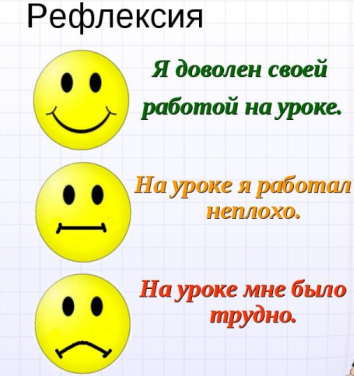 Рефлексия
Я доволен своей
работой на уроке.
На уроке я работал
неплохо.
На уроке мне было
трудно.